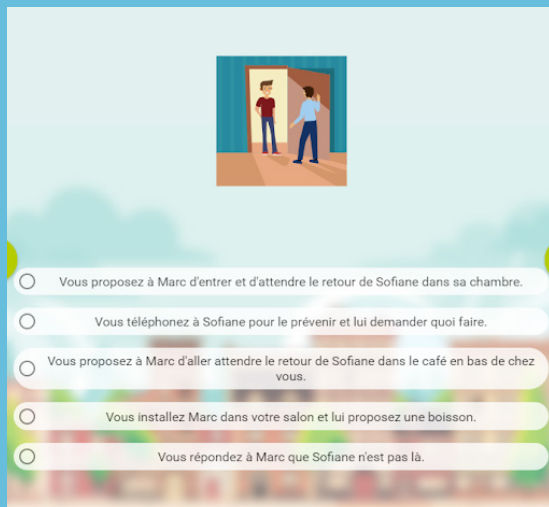 Vous proposez à Marc d'entrer et d'attendre le retour de Sofiane dans sa chambre.
Vous téléphonez à Sofiane pour le prévenir et lui demander quoi faire.
Vous proposez à Marc d'aller attendre le retour de Sofiane dans le café en bas de chez
vous.
Vous installez Marc dans votre salon et lui proposez une boisson.
Vous répondez à Marc que Sofiane n'est pas là.